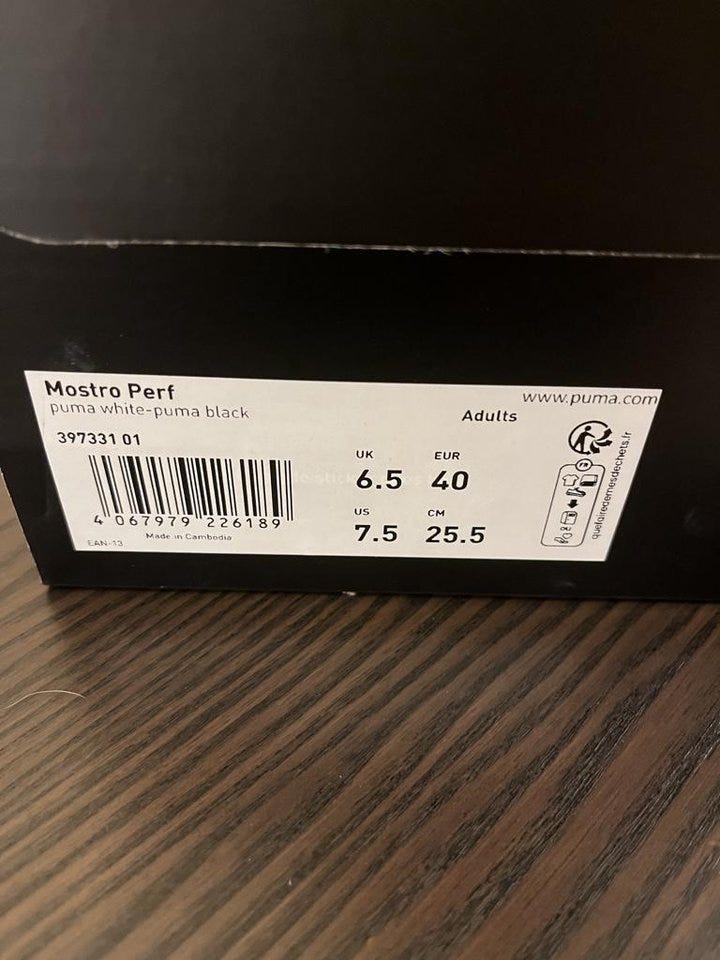 Mostro Perf
puma white-puma black
397331 01
4 067979 226189
EAN-13
Made in Cambodia
www.puma.com
Adults
UK EUR
6.5 40
US CM
7.5 25.5
FR
quefairedemesdechets.fr